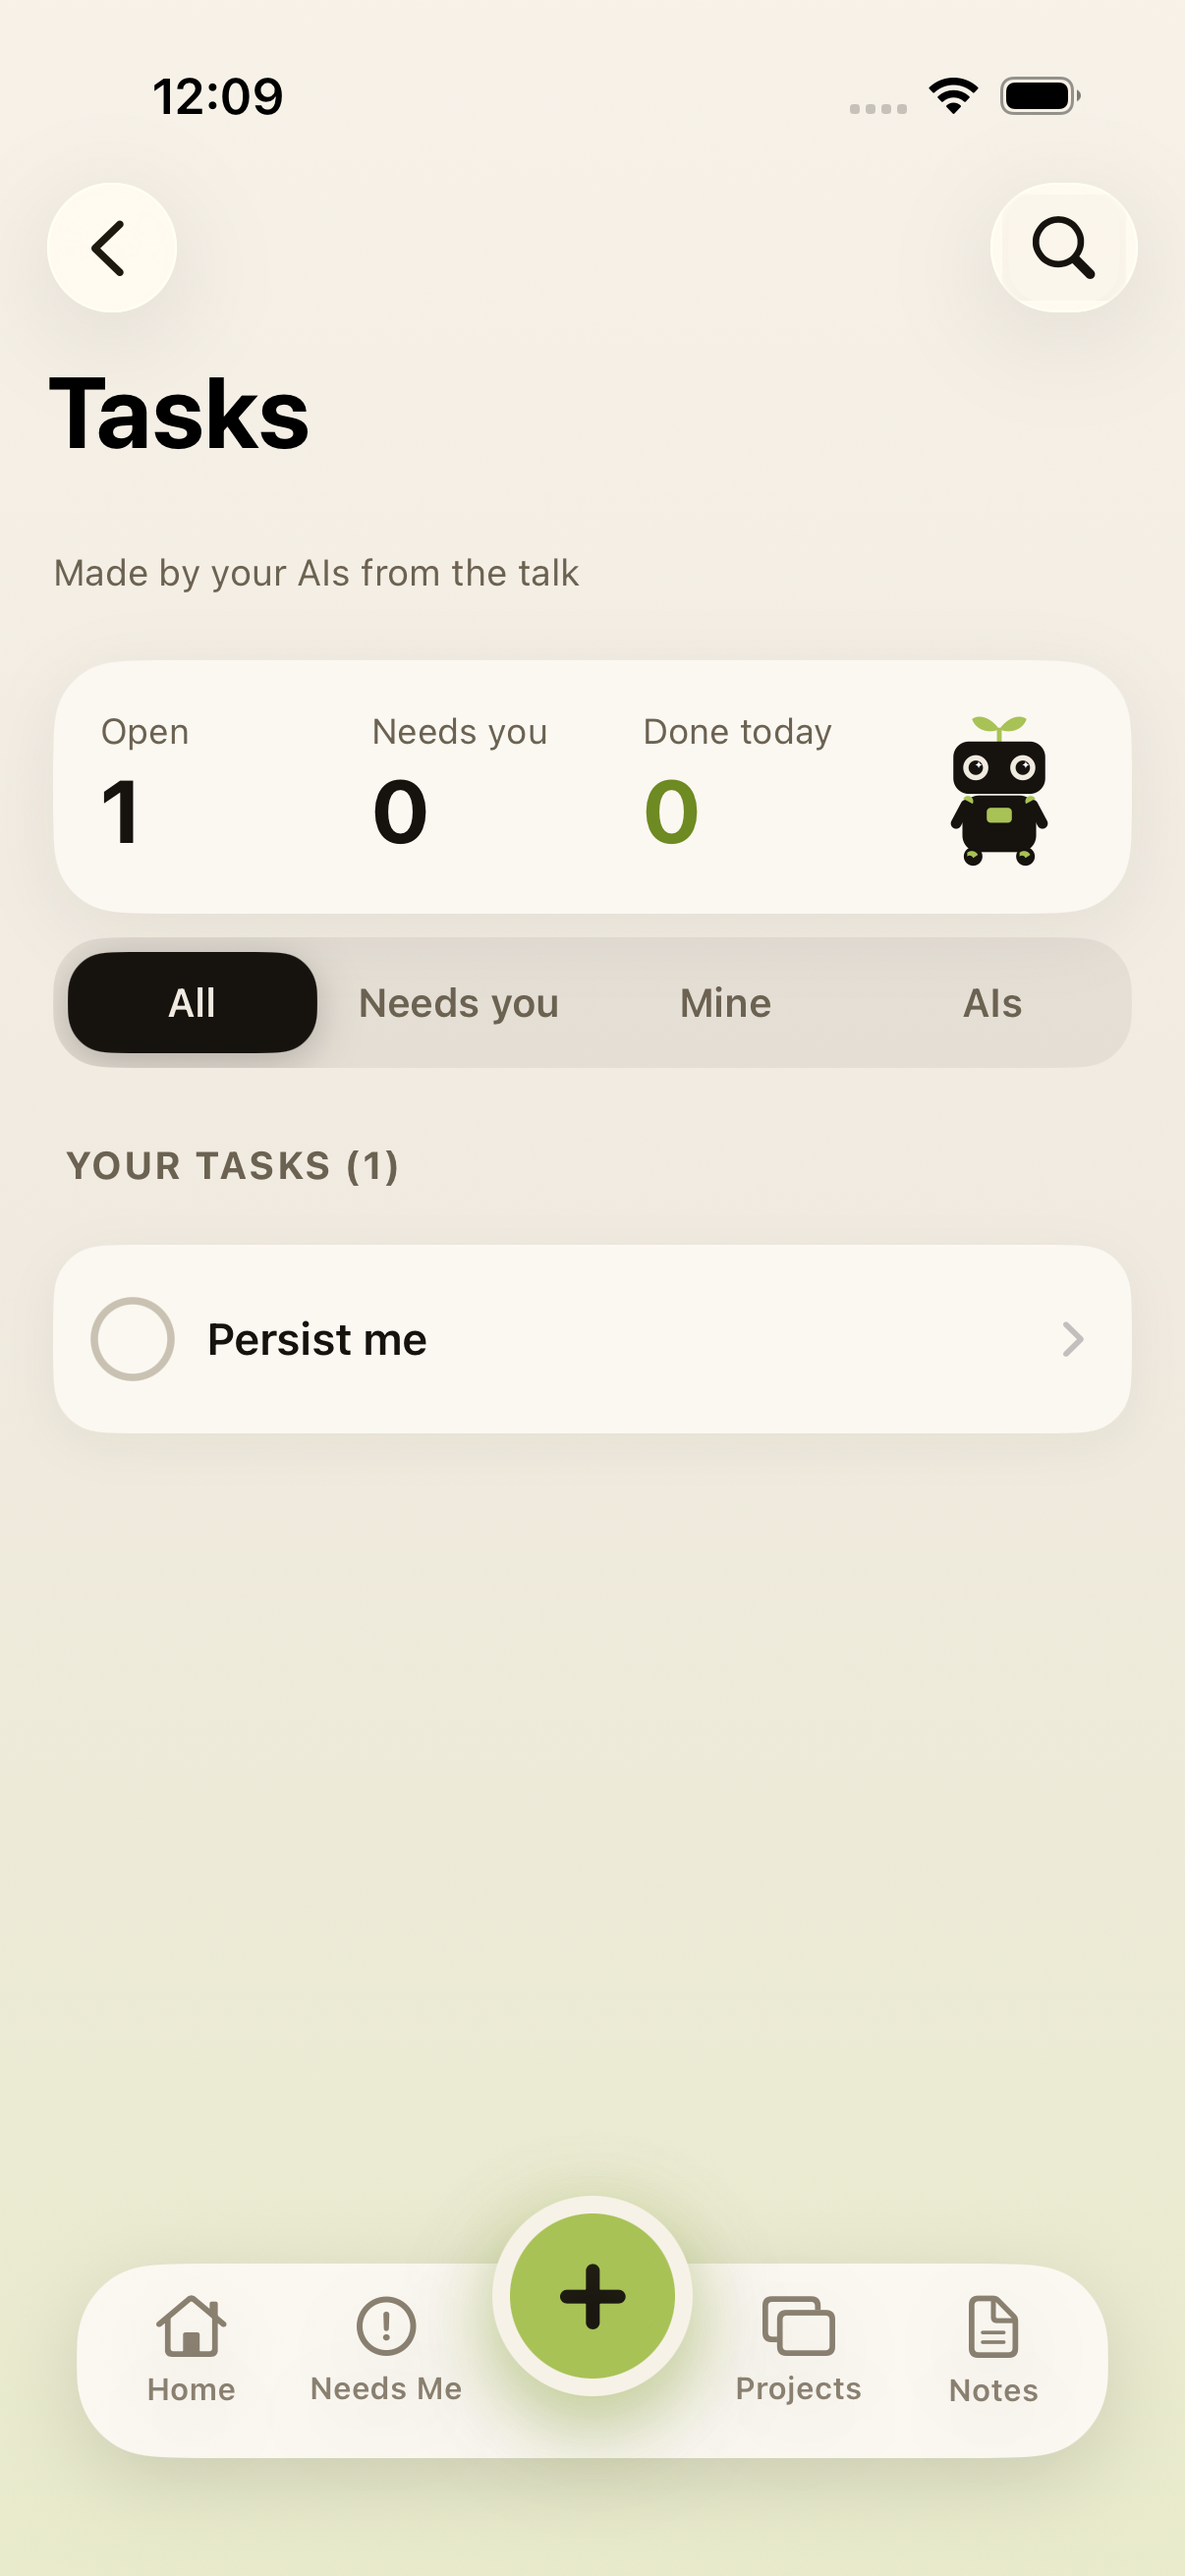 12:09
Tasks
Made by your AIs from the talk
Open Needs you Done today
1 0 0
All Needs you Mine AIs
YOUR TASKS (1)
Persist me
Home Needs Me Projects Notes